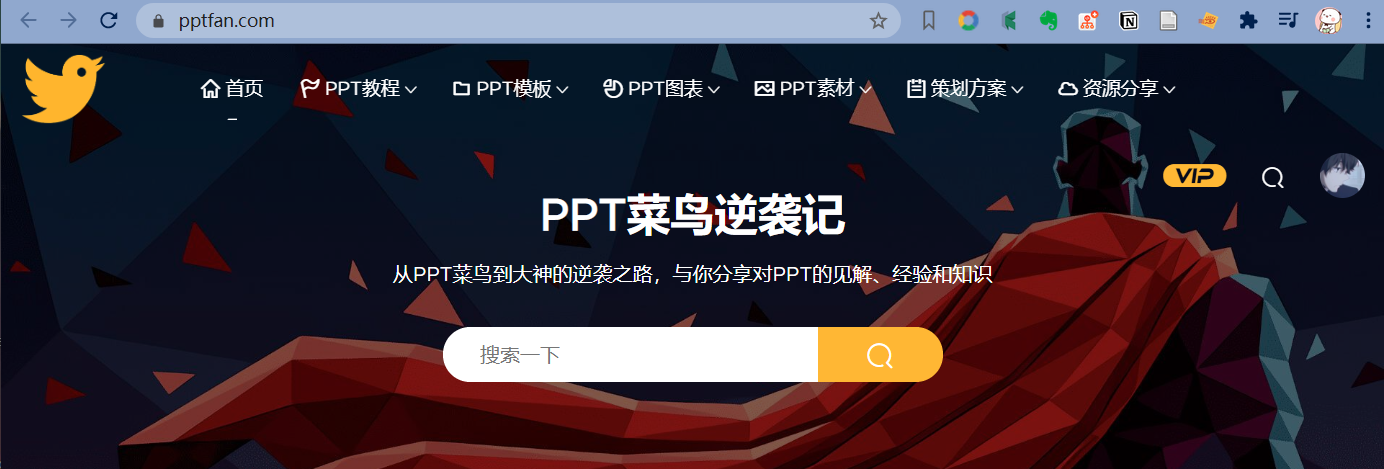 pptfan.com
首页
PPT教程
PPT模板
PPT图表
PPT素材
策划方案
资源分享
VIP
PPT菜鸟逆袭记
从PPT菜鸟到大神的逆袭之路，与你分享对PPT的见解、经验和知识
搜索一下